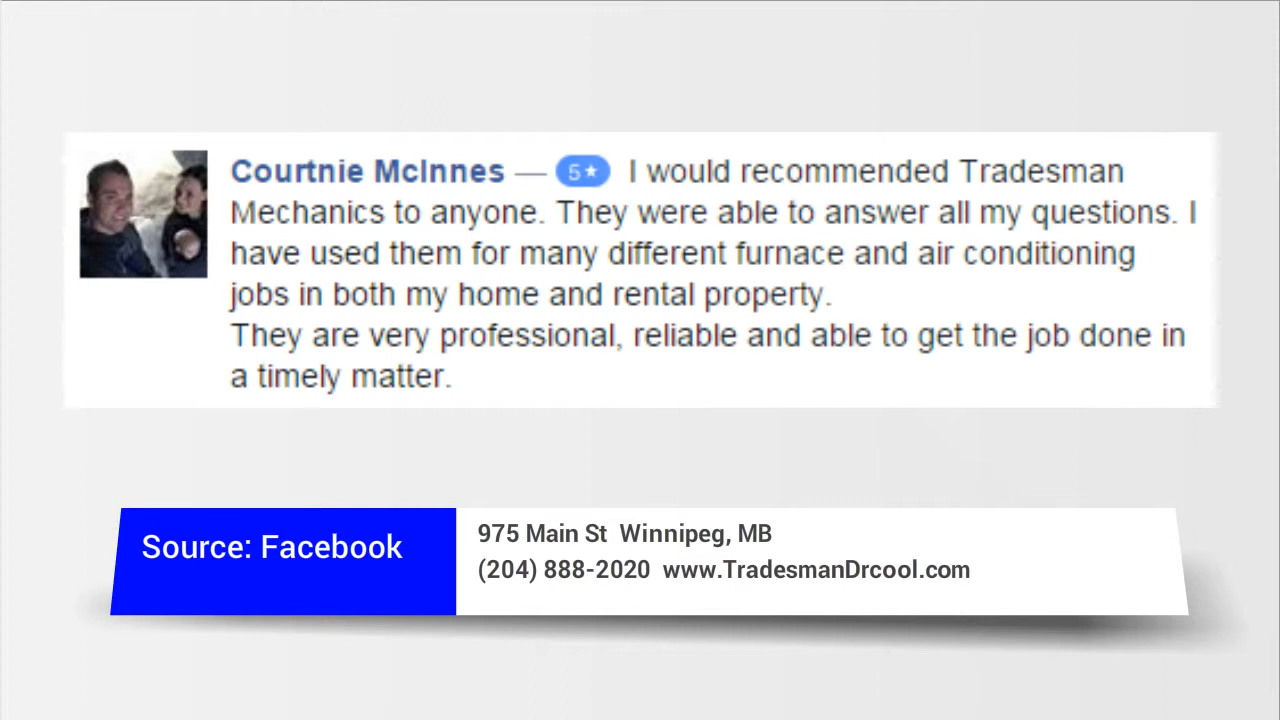 Courtnie McInnes — 5★ I would recommended Tradesman
Mechanics to anyone. They were able to answer all my questions. I
have used them for many different furnace and air conditioning
jobs in both my home and rental property.
They are very professional, reliable and able to get the job done in
a timely matter.
Source: Facebook
975 Main St Winnipeg, MB
(204) 888-2020 www.TradesmanDrcool.com